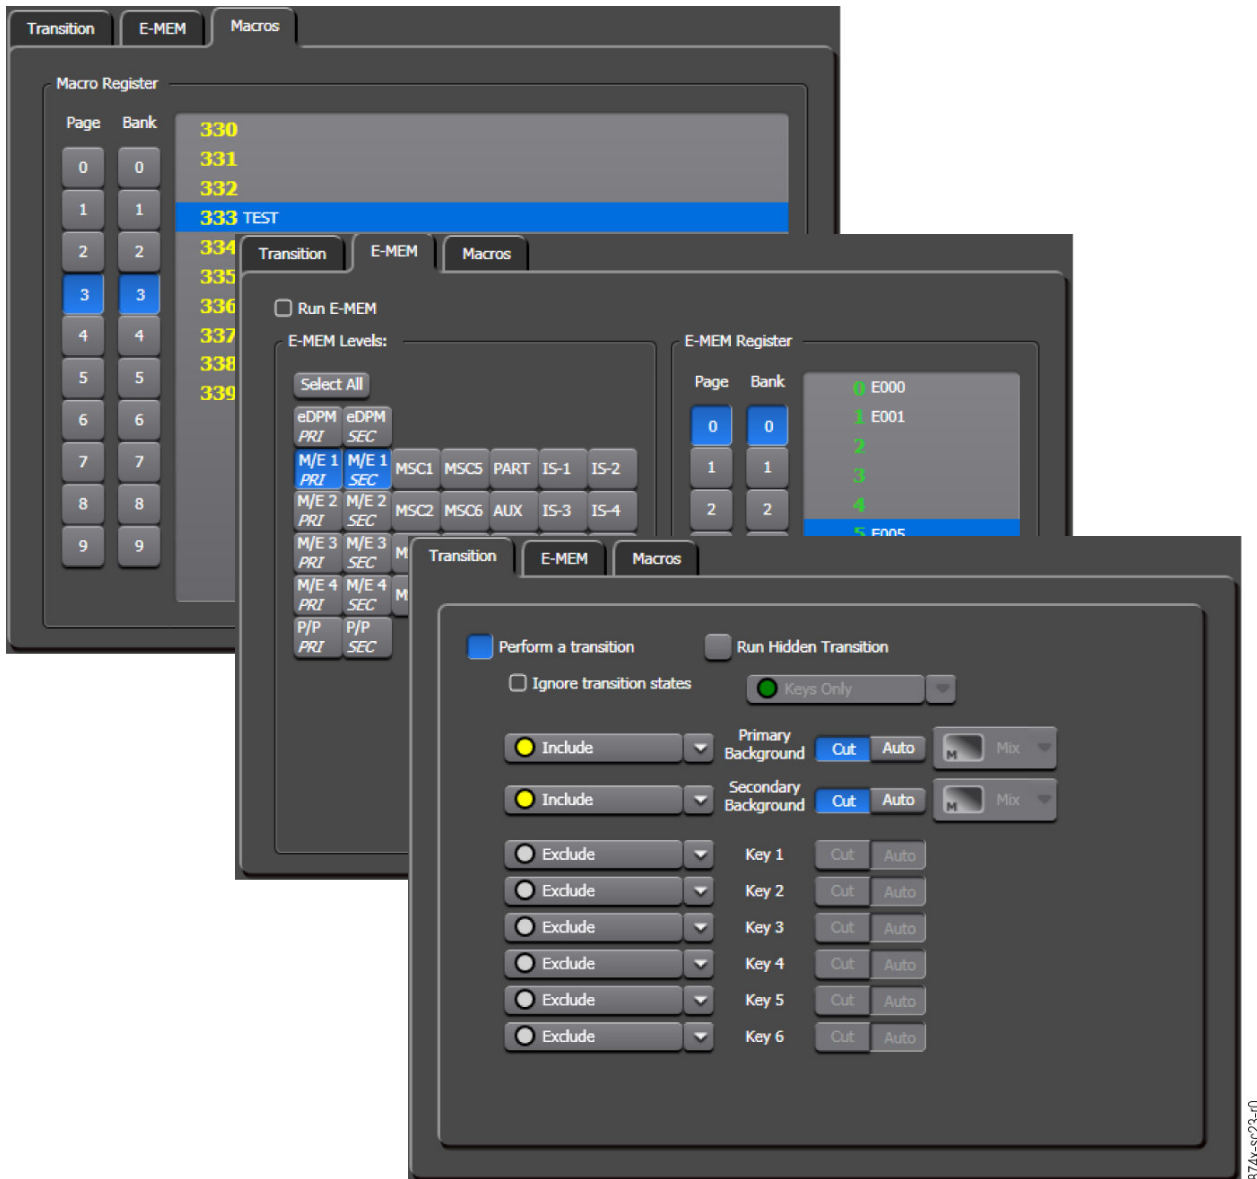 Transition E-MEM Macros
Macro Register
Page Bank
330
331
332
333 TEST
334
335
336
337
338
339
0 0
1 1
2 2
3 3
4 4
5 5
6 6
7 7
8 8
9 9
Transition E-MEM Macros
Run E-MEM
E-MEM Levels:
Select All
eDPM PRI eDPM SEC
M/E 1 PRI M/E 1 SEC MSC1 MSC5 PART IS-1 IS-2
M/E 2 PRI M/E 2 SEC MSC2 MSC6 AUX IS-3 IS-4
M/E 3 PRI M/E 3 SEC
M/E 4 PRI M/E 4 SEC
P/P PRI P/P SEC
E-MEM Register
Page Bank
0 0
1 1
2 2
0 E000
1 E001
2
3
4
5 E005
Transition E-MEM Macros
Perform a transition Run Hidden Transition
Ignore transition states Keys Only
Include Primary Background Cut Auto M Mix
Include Secondary Background Cut Auto M Mix
Exclude Key 1 Cut Auto
Exclude Key 2 Cut Auto
Exclude Key 3 Cut Auto
Exclude Key 4 Cut Auto
Exclude Key 5 Cut Auto
Exclude Key 6 Cut Auto